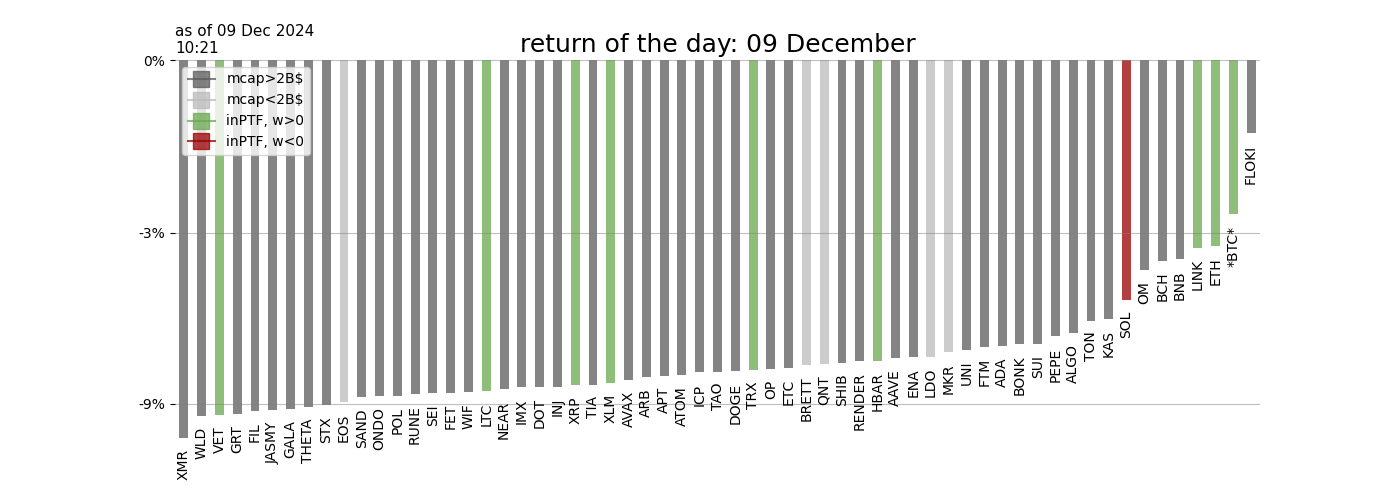 as of 09 Dec 2024
10:21
return of the day: 09 December
0%
-3%
-9%
mcap>2B$
mcap<2B$
inPTF, w>0
inPTF, w<0
XMR
WLD
VET
GRT
FIL
JASMY
GALA
THETA
STX
EOS
SAND
ONDO
POL
RUNE
SEI
FET
WIF
LTC
NEAR
IMX
DOT
INJ
XRP
TIA
XLM
AVAX
ARB
APT
ATOM
ICP
TAO
DOGE
TRX
OP
ETC
BRETT
QNT
SHIB
RENDER
HBAR
AAVE
ENA
LDO
MKR
UNI
FTM
ADA
BONK
SUI
PEPE
ALGO
TON
KAS
SOL
OM
BCH
BNB
LINK
ETH
*BTC*
FLOKI